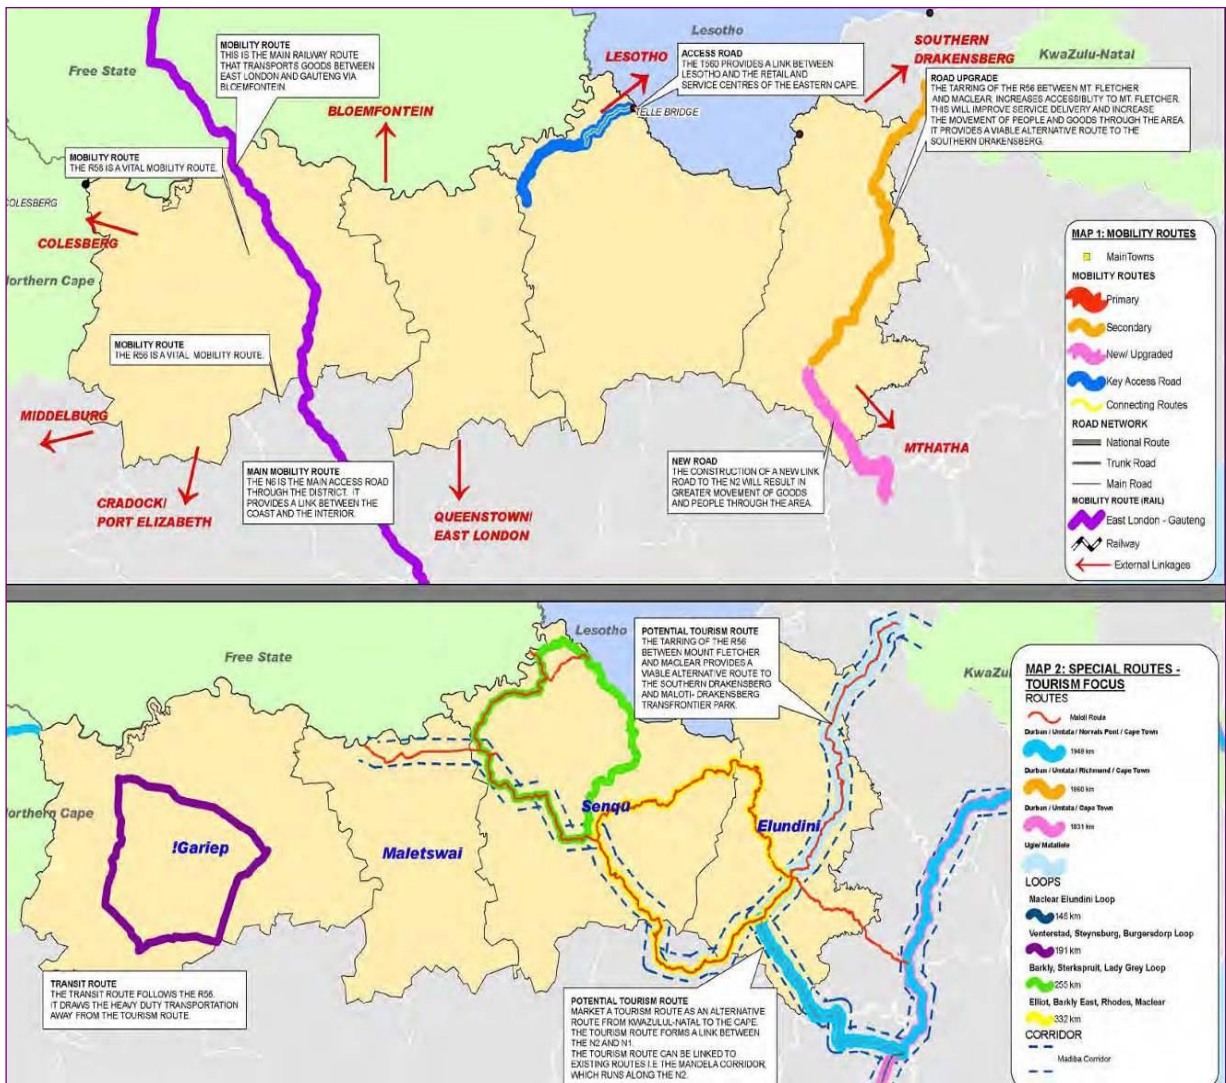 Free State
Lesotho
KwaZulu-Natal
MOBILITY ROUTE
THIS IS THE MAIN RAILWAY ROUTE
THAT TRANSPORTS GOODS BETWEEN
EAST LONDON AND GAUTENG VIA
BLOEMFONTEIN.
LESOTHO
ACCESS ROAD
THE T560 PROVIDES A LINK BETWEEN
LESOTHO AND THE RETAIL AND
SERVICE CENTRES OF THE EASTERN CAPE.
SOUTHERN
DRAKENSBERG
ROAD UPGRADE
THE TARRING OF THE R56 BETWEEN MT. FLETCHER
AND MACLEAR, INCREASES ACCESSIBLITY TO MT. FLETCHER.
THIS WILL IMPROVE SERVICE DELIVERY AND INCREASE
THE MOVEMENT OF PEOPLE AND GOODS THROUGH THE AREA.
IT PROVIDES A VIABLE ALTERNATIVE ROUTE TO THE
SOUTHERN DRAKENSBERG.
BLOEMFONTEIN
TELLE BRIDGE
MOBILITY ROUTE
THE R56 IS A VITAL MOBILITY ROUTE.
COLESBERG
COLESBERG
Northern Cape
MOBILITY ROUTE
THE R56 IS A VITAL MOBILITY ROUTE.
MIDDELBURG
CRADOCK/
PORT ELIZABETH
MAIN MOBILITY ROUTE
THE N6 IS THE MAIN ACCESS ROAD
THROUGH THE DISTRICT. IT
PROVIDES A LINK BETWEEN THE
COAST AND THE INTERIOR.
QUEENSTOWN/
EAST LONDON
NEW ROAD
THE CONSTRUCTION OF A NEW LINK
ROAD TO THE N2 WILL RESULT IN
GREATER MOVEMENT OF GOODS
AND PEOPLE THROUGH THE AREA.
MTHATHA
MAP 1: MOBILITY ROUTES
Main Towns
MOBILITY ROUTES
Primary
Secondary
New/ Upgraded
Key Access Road
Connecting Routes
ROAD NETWORK
National Route
Trunk Road
Main Road
MOBILITY ROUTE (RAIL)
East London - Gauteng
Railway
External Linkages
Free State
Lesotho
KwaZul
Northern Cape
POTENTIAL TOURISM ROUTE
THE TARRING OF THE R56
BETWEEN MOUNT FLETCHER
AND MACLEAR PROVIDES A
VIABLE ALTERNATIVE ROUTE TO
THE SOUTHERN DRAKENSBERG
AND MALOTI- DRAKENSBERG
TRANSFRONTIER PARK.
!Gariep
Maletswai
Senqu
Elundini
TRANSIT ROUTE
THE TRANSIT ROUTE FOLLOWS THE R56.
IT DRAWS THE HEAVY DUTY TRANSPORTATION
AWAY FROM THE TOURISM ROUTE.
POTENTIAL TOURISM ROUTE
MARKET A TOURISM ROUTE AS AN ALTERNATIVE
ROUTE FROM KWAZULUL-NATAL TO THE CAPE.
THE TOURISM ROUTE FORMS A LINK BETWEEN
THE N2 AND N1.
THE TOURISM ROUTE CAN BE LINKED TO
EXISTING ROUTES I.E THE MANDELA CORRIDOR,
WHICH RUNS ALONG THE N2.
MAP 2: SPECIAL ROUTES -
TOURISM FOCUS
ROUTES
Maloti Route
Durban / Umtata / Norvals Pont / Cape Town
1949 km
Durban / Umtata / Richmond / Cape Town
1860 km
Durban / Umtata / Cape Town
1831 km
Ugie/ Matatiele
LOOPS
Maclear Elundini Loop
146 km
Venterstad, Steynsburg, Burgersdorp Loop
191 km
Barkly, Sterkspruit, Lady Grey Loop
255 km
Elliot, Barkly East, Rhodes, Maclear
332 km
CORRIDOR
Madiba Corridor